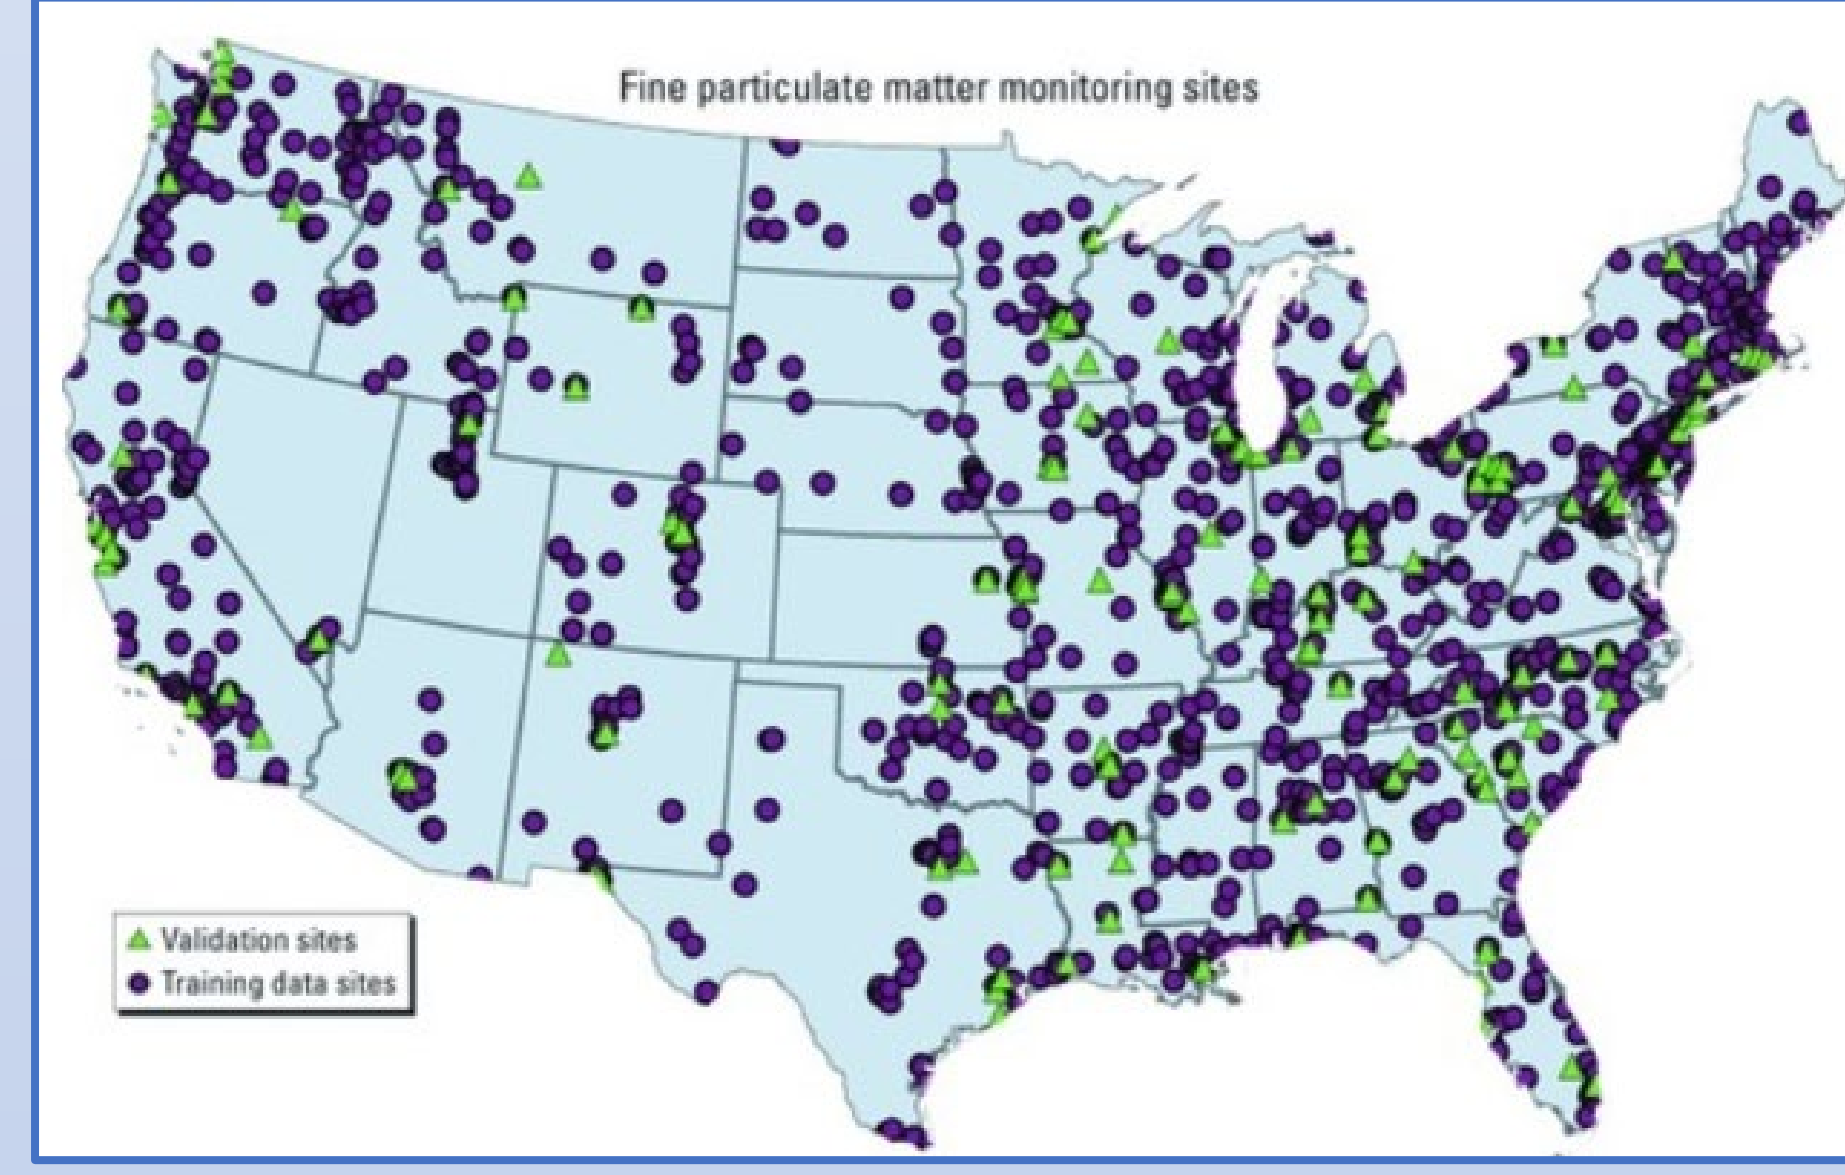 Fine particulate matter monitoring sites
Validation sites
Training data sites